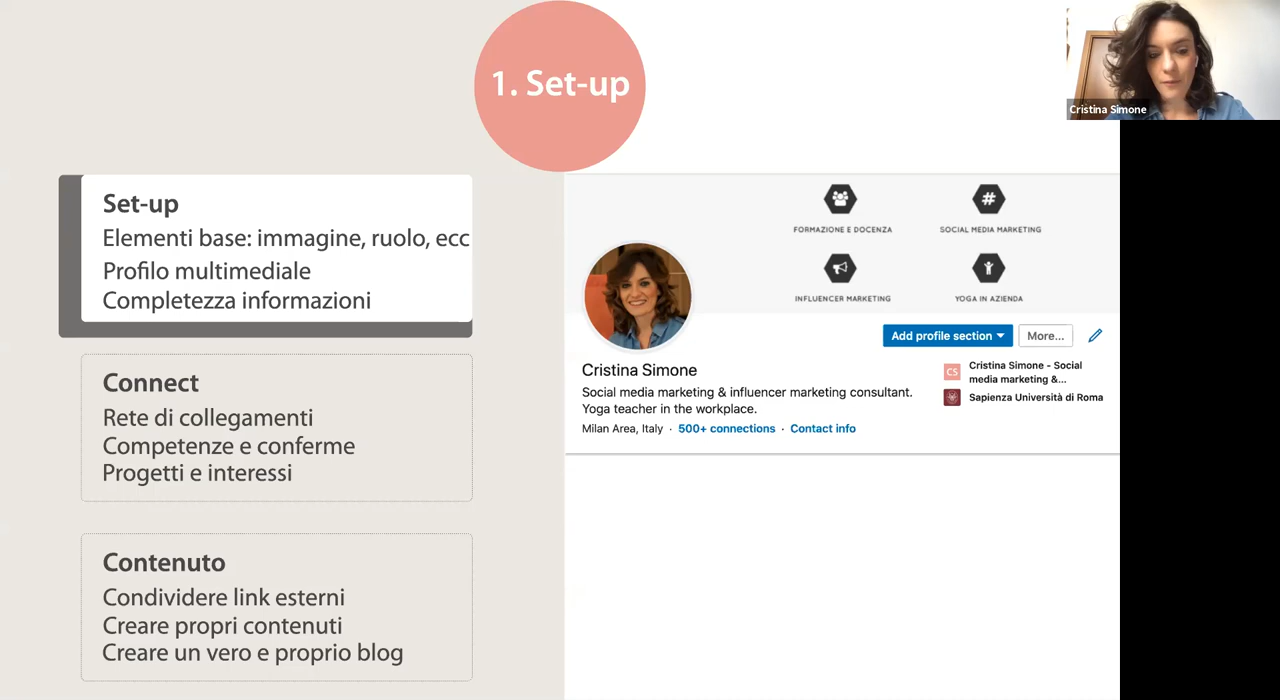 1. Set-up
Cristina Simone
Set-up
Elementi base: immagine, ruolo, ecc
Profilo multimediale
Completezza informazioni
Connect
Rete di collegamenti
Competenze e conferme
Progetti e interessi
Contenuto
Condividere link esterni
Creare propri contenuti
Creare un vero e proprio blog
FORMAZIONE E DOCENZA
SOCIAL MEDIA MARKETING
INFLUENCER MARKETING
YOGA IN AZIENDA
Add profile section
More...
Cristina Simone
Social media marketing & influencer marketing consultant.
Yoga teacher in the workplace.
Milan Area, Italy · 500+ connections · Contact info
CS
Cristina Simone - Social
media marketing &...
Sapienza Università di Roma